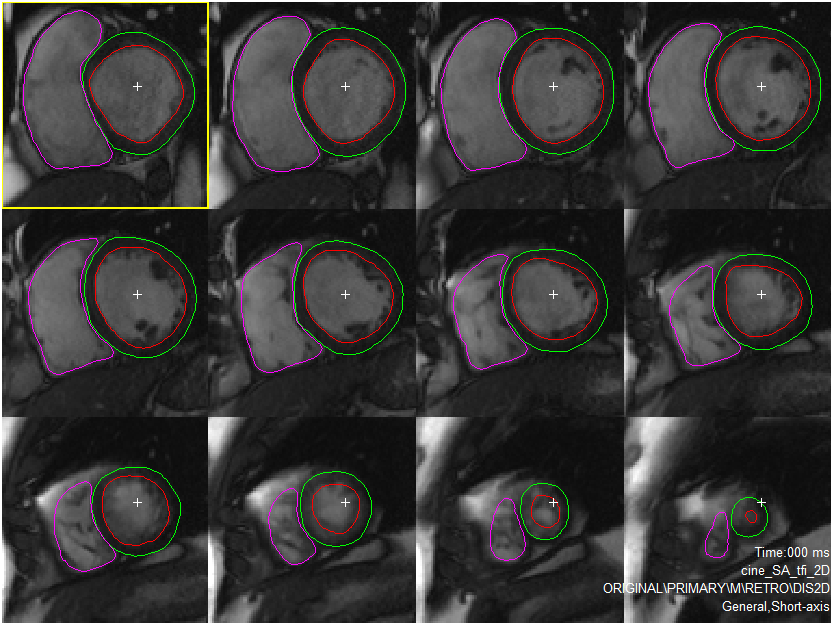 Time:000 ms
cine_SA_tfi_2D
ORIGINAL\PRIMARY\M\RETRO\DIS2D
General,Short-axis